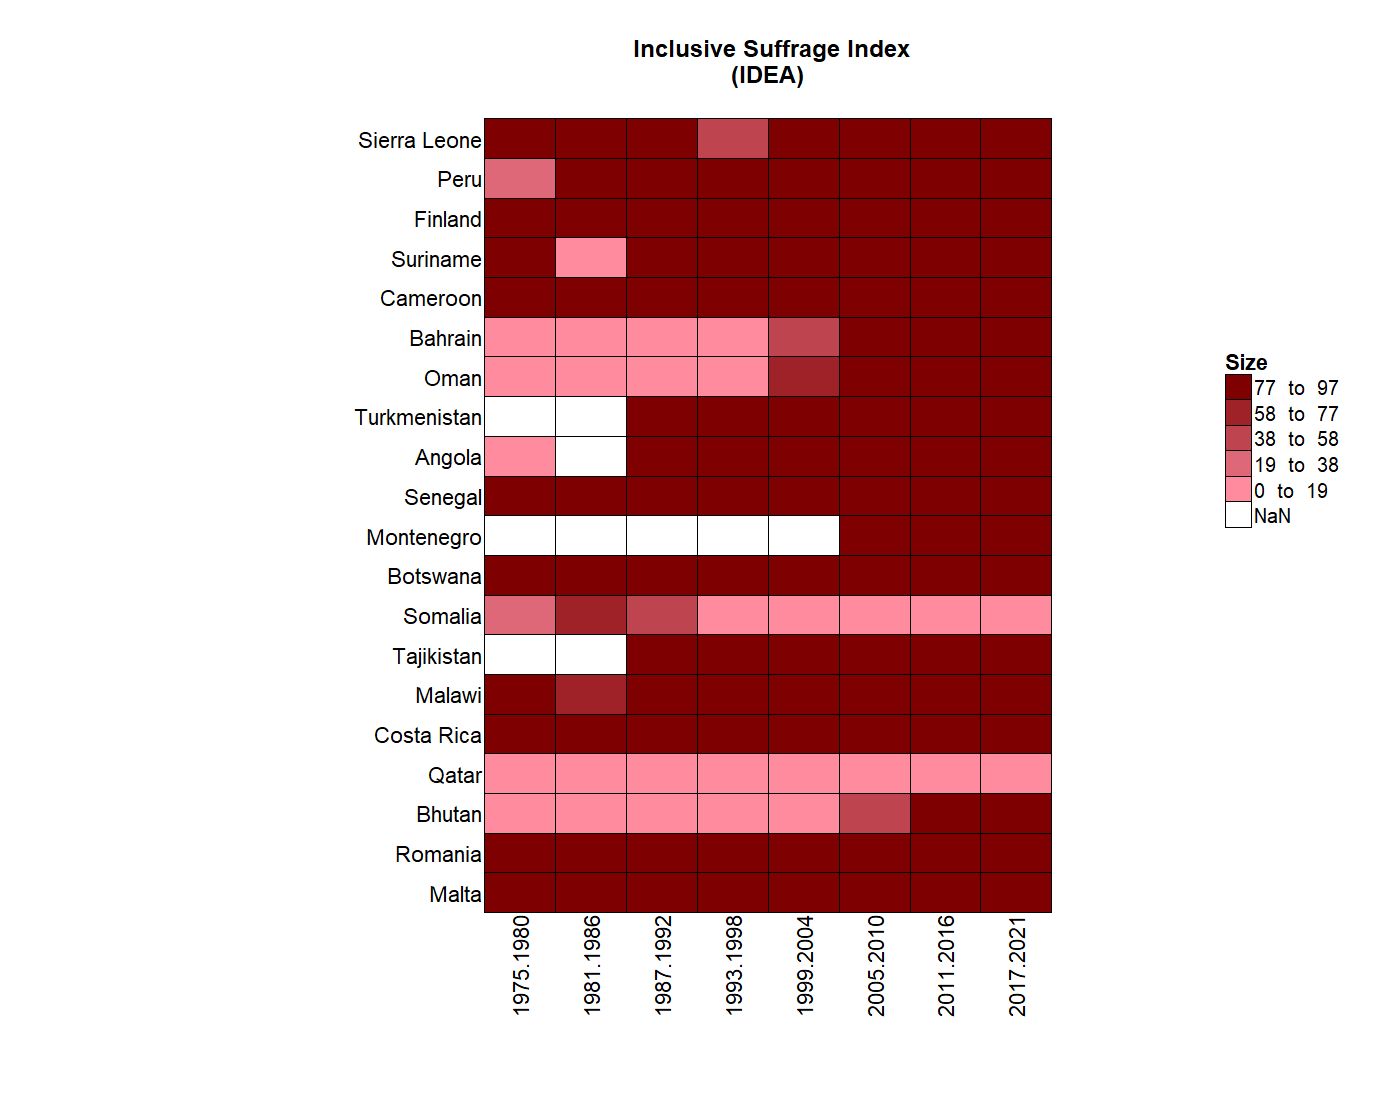 Inclusive Suffrage Index
(IDEA)
Sierra Leone
Peru
Finland
Suriname
Cameroon
Bahrain
Oman
Turkmenistan
Angola
Senegal
Montenegro
Botswana
Somalia
Tajikistan
Malawi
Costa Rica
Qatar
Bhutan
Romania
Malta
1975.1980
1981.1986
1987.1992
1993.1998
1999.2004
2005.2010
2011.2016
2017.2021
Size
77 to 97
58 to 77
38 to 58
19 to 38
0 to 19
NaN